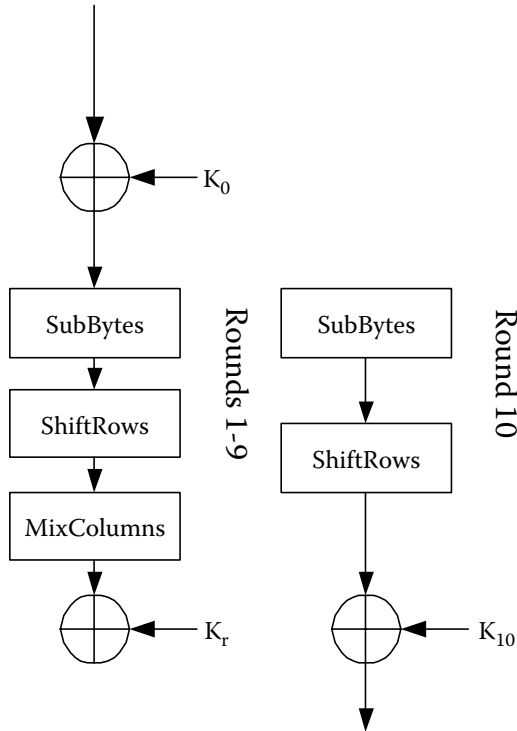 K0
SubBytes
ShiftRows
MixColumns
Kr
Rounds 1-9
SubBytes
ShiftRows
K10
Round 10